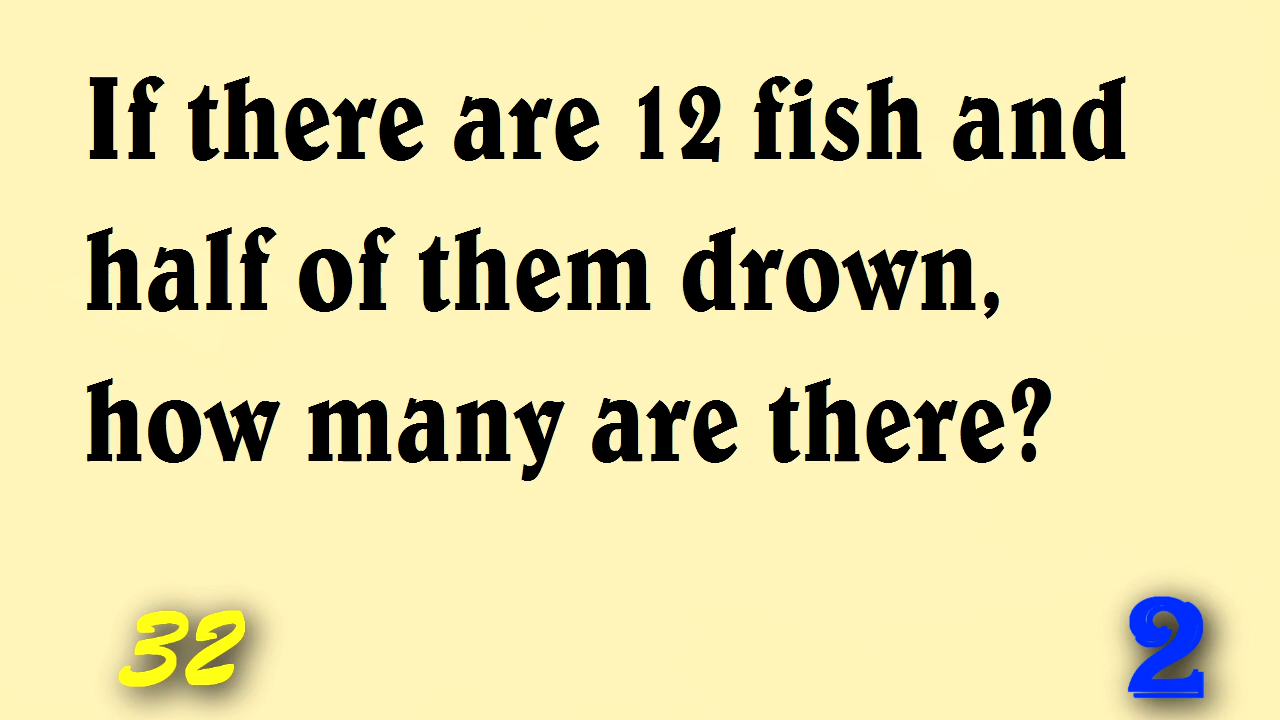 If there are 12 fish and
half of them drown,
how many are there?
32
2